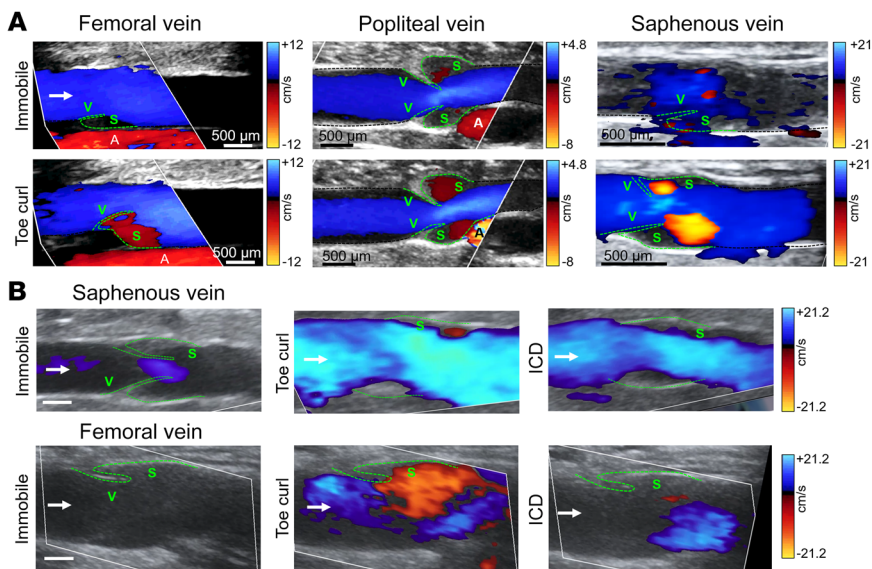 A
Femoral vein
Popliteal vein
Saphenous vein
Immobile
V
S
A
500 µm
+12
cm/s
-12
V
S
V
S
A
500 µm
+4.8
cm/s
-8
V
S
500 µm
+21
cm/s
-21
Toe curl
V
S
A
500 µm
+12
cm/s
-12
V
S
V
S
A
500 µm
+4.8
cm/s
-8
V
V
S
S
500 µm
+21
cm/s
-21
B
Saphenous vein
Immobile
S
V
Toe curl
S
ICD
S
+21.2
cm/s
-21.2
Femoral vein
Immobile
S
V
Toe curl
S
ICD
S
+21.2
cm/s
-21.2